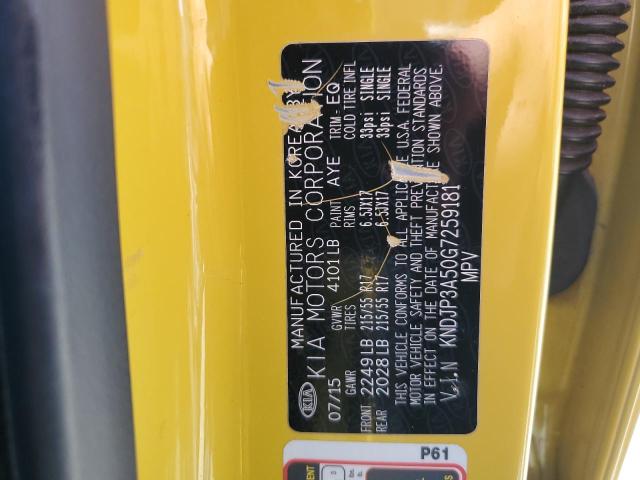 MANUFACTURED IN KOREA BY
KIA MOTORS CORPORATION
KIA
07/15 GVWR 4101LB PAINT AYE TRIM- EQ
GAWR TIRES RIMS COLD TIRE INFL
FRONT 2249LB 215/55 R17 6.5JX17 33psi SINGLE
REAR 2028LB 215/55 R17 6.5JX17 33psi SINGLE
THIS VEHICLE CONFORMS TO ALL APPLICABLE U.S.A. FEDERAL
MOTOR VEHICLE SAFETY AND THEFT PREVENTION STANDARDS
IN EFFECT ON THE DATE OF MANUFACTURE SHOWN ABOVE.
V.I.N KNDJP3A50G7259181
MPV
P61